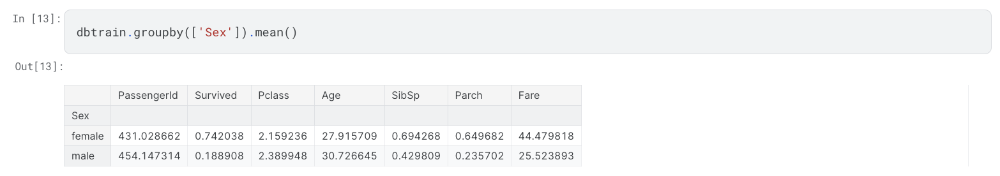 In [13]:
dbtrain.groupby(['Sex']).mean()
Out[13]:
PassengerId Survived Pclass Age SibSp Parch Fare
Sex
female 431.028662 0.742038 2.159236 27.915709 0.694268 0.649682 44.479818
male 454.147314 0.188908 2.389948 30.726645 0.429809 0.235702 25.523893